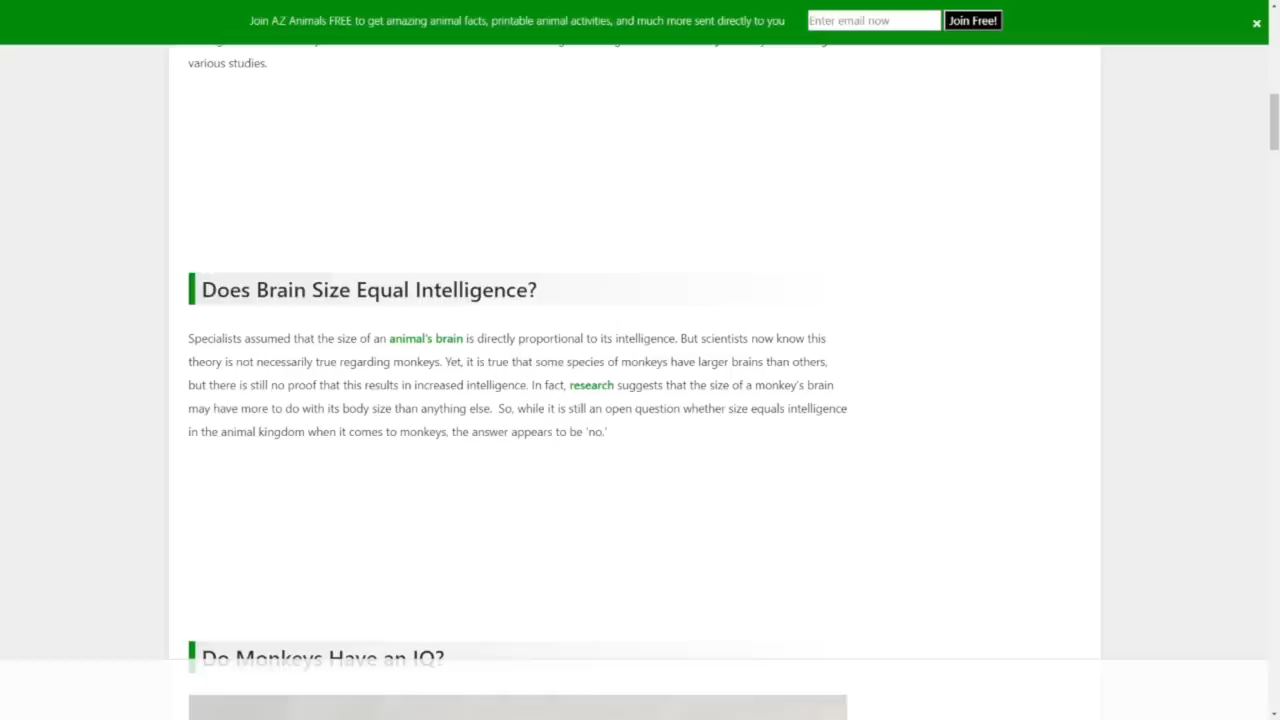 Join A-Z Animals FREE to get amazing animal facts, printable animal activities, and much more sent directly to you
Enter email now
Join Free!
×
various studies.
Does Brain Size Equal Intelligence?
Specialists assumed that the size of an animal's brain is directly proportional to its intelligence. But scientists now know this
theory is not necessarily true regarding monkeys. Yet, it is true that some species of monkeys have larger brains than others,
but there is still no proof that this results in increased intelligence. In fact, research suggests that the size of a monkey's brain
may have more to do with its body size than anything else. So, while it is still an open question whether size equals intelligence
in the animal kingdom when it comes to monkeys, the answer appears to be 'no.'
Do Monkeys Have an IQ?